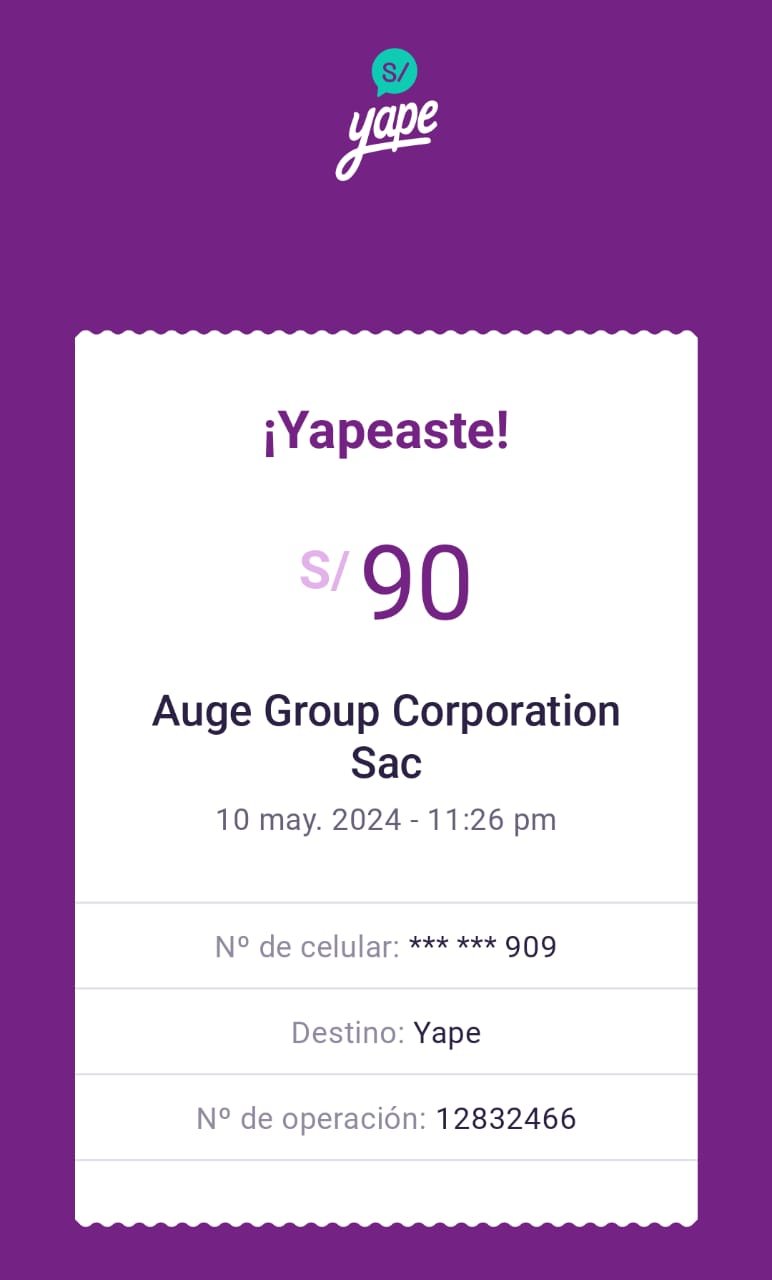 S/
yape
¡Yapeaste!
S/ 90
Auge Group Corporation
Sac
10 may. 2024 - 11:26 pm
Nº de celular: *** *** 909
Destino: Yape
Nº de operación: 12832466